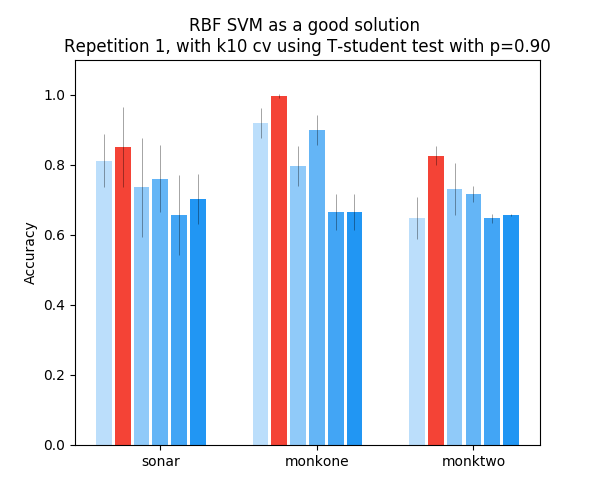 RBF SVM as a good solution
Repetition 1, with k10 cv using T-student test with p=0.90
Accuracy
1.0
0.8
0.6
0.4
0.2
0.0
sonar
monkone
monktwo